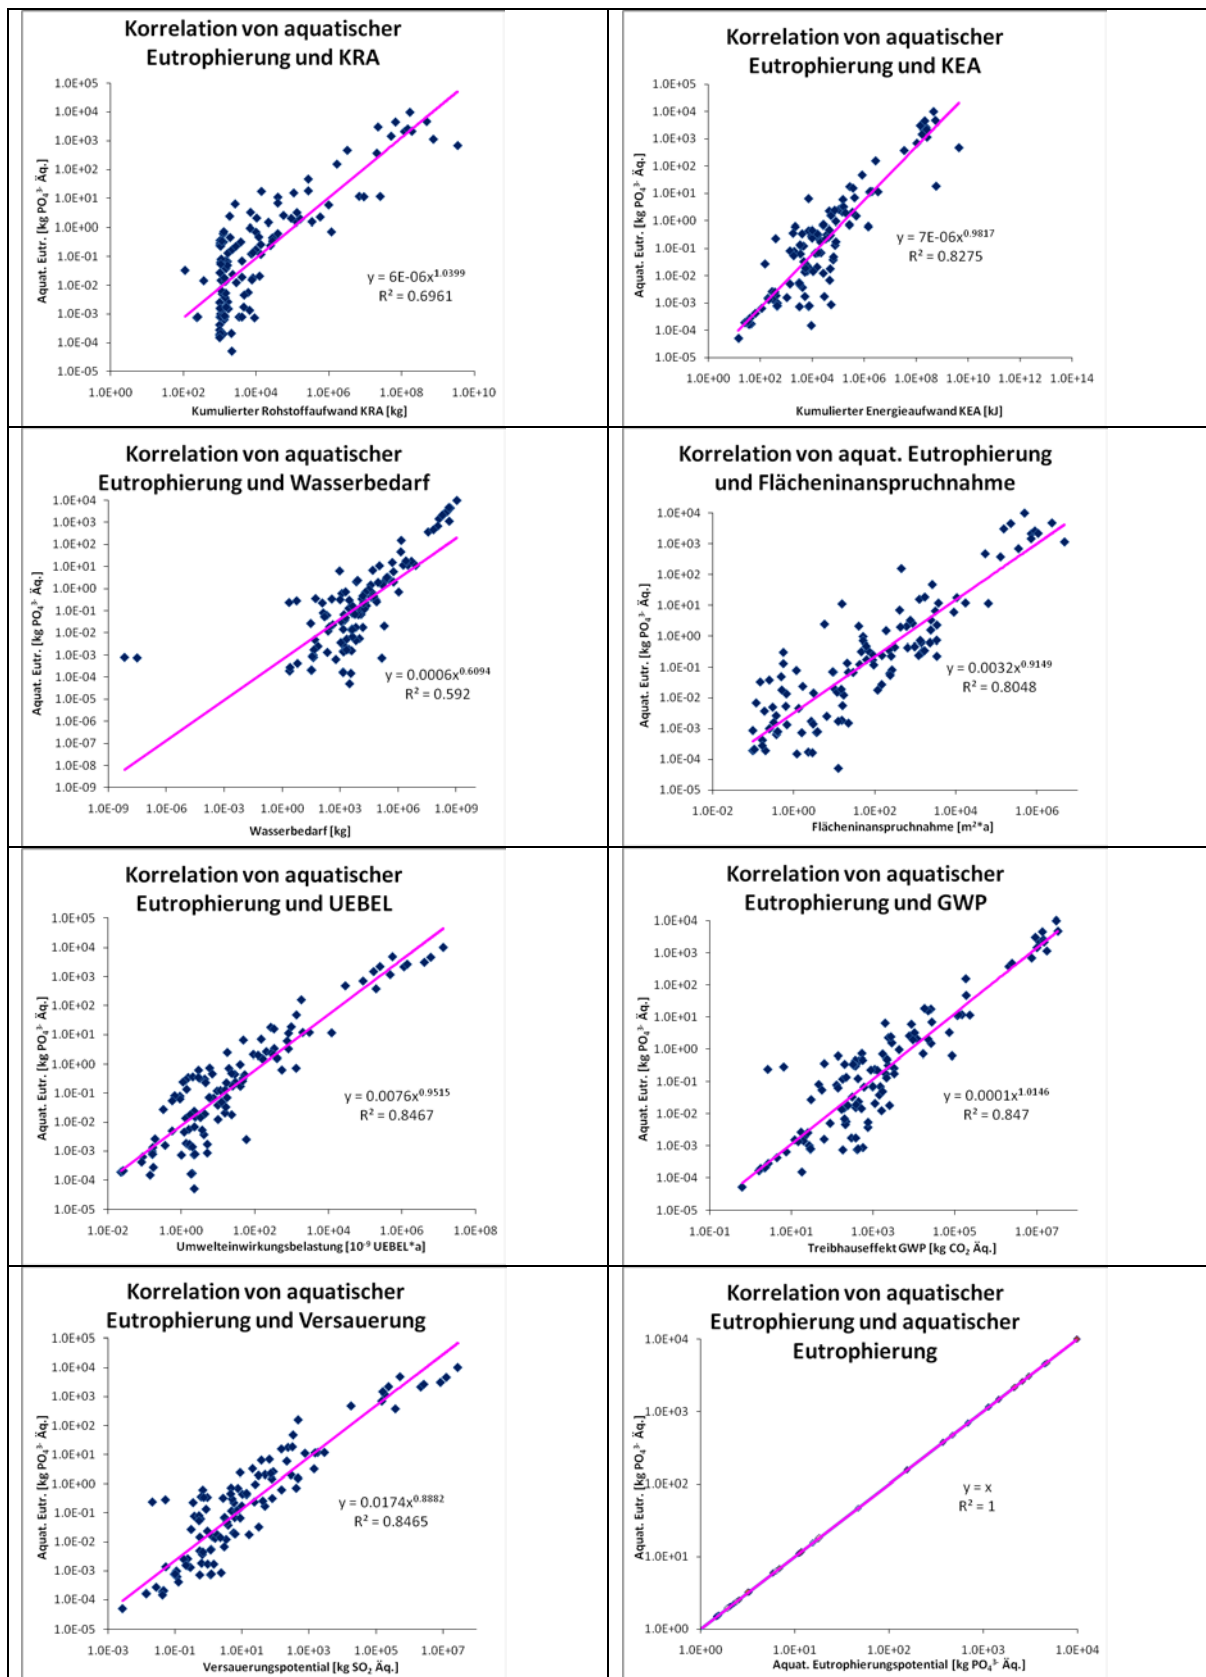 Korrelation von aquatischer
Eutrophierung und KRA
1.0E+05
1.0E+04
1.0E+03
1.0E+02
1.0E+01
1.0E+00
1.0E-01
1.0E-02
1.0E-03
1.0E-04
1.0E-05
Aquat. Eutr. [kg PO₄³⁻ Äq.]
y = 6E-06x^1.0399
R² = 0.6961
1.0E+00 1.0E+02 1.0E+04 1.0E+06 1.0E+08 1.0E+10
Kumulierter Rohstoffaufwand KRA [kg]
Korrelation von aquatischer
Eutrophierung und KEA
1.0E+05
1.0E+04
1.0E+03
1.0E+02
1.0E+01
1.0E+00
1.0E-01
1.0E-02
1.0E-03
1.0E-04
1.0E-05
Aquat. Eutr. [kg PO₄³⁻ Äq.]
y = 7E-06x^0.9817
R² = 0.8275
1.0E+00 1.0E+02 1.0E+04 1.0E+06 1.0E+08 1.0E+10 1.0E+12 1.0E+14
Kumulierter Energieaufwand KEA [kJ]
Korrelation von aquatischer
Eutrophierung und Wasserbedarf
1.0E+04
1.0E+03
1.0E+02
1.0E+01
1.0E+00
1.0E-01
1.0E-02
1.0E-03
1.0E-04
1.0E-05
1.0E-06
1.0E-07
1.0E-08
1.0E-09
Aquat. Eutr. [kg PO₄³⁻ Äq.]
y = 0.0006x^0.6094
R² = 0.592
1.0E-09 1.0E-06 1.0E-03 1.0E+00 1.0E+03 1.0E+06 1.0E+09
Wasserbedarf [kg]
Korrelation von aquat. Eutrophierung
und Flächeninanspruchnahme
1.0E+04
1.0E+03
1.0E+02
1.0E+01
1.0E+00
1.0E-01
1.0E-02
1.0E-03
1.0E-04
1.0E-05
Aquat. Eutr. [kg PO₄³⁻ Äq.]
y = 0.0032x^0.9149
R² = 0.8048
1.0E-02 1.0E+00 1.0E+02 1.0E+04 1.0E+06
Flächeninanspruchnahme [m²*a]
Korrelation von aquatischer
Eutrophierung und UEBEL
1.0E+05
1.0E+04
1.0E+03
1.0E+02
1.0E+01
1.0E+00
1.0E-01
1.0E-02
1.0E-03
1.0E-04
1.0E-05
Aquat. Eutr. [kg PO₄³⁻ Äq.]
y = 0.0076x^0.9515
R² = 0.8467
1.0E-02 1.0E+00 1.0E+02 1.0E+04 1.0E+06 1.0E+08
Umwelteinwirkungsbelastung [10⁻⁹ UEBEL*a]
Korrelation von aquatischer
Eutrophierung und GWP
1.0E+04
1.0E+03
1.0E+02
1.0E+01
1.0E+00
1.0E-01
1.0E-02
1.0E-03
1.0E-04
1.0E-05
Aquat. Eutr. [kg PO₄³⁻ Äq.]
y = 0.0001x^1.0146
R² = 0.847
1.0E-01 1.0E+01 1.0E+03 1.0E+05 1.0E+07
Treibhauseffekt GWP [kg CO₂ Äq.]
Korrelation von aquatischer
Eutrophierung und Versauerung
1.0E+05
1.0E+04
1.0E+03
1.0E+02
1.0E+01
1.0E+00
1.0E-01
1.0E-02
1.0E-03
1.0E-04
1.0E-05
Aquat. Eutr. [kg PO₄³⁻ Äq.]
y = 0.0174x^0.8882
R² = 0.8465
1.0E-03 1.0E-01 1.0E+01 1.0E+03 1.0E+05 1.0E+07
Versauerungspotential [kg SO₂ Äq.]
Korrelation von aquatischer
Eutrophierung und aquatischer
Eutrophierung
1.0E+04
1.0E+03
1.0E+02
1.0E+01
1.0E+00
Aquat. Eutr. [kg PO₄³⁻ Äq.]
y = x
R² = 1
1.0E+00 1.0E+01 1.0E+02 1.0E+03 1.0E+04
Aquat. Eutrophierungspotential [kg PO₄³⁻ Äq.]